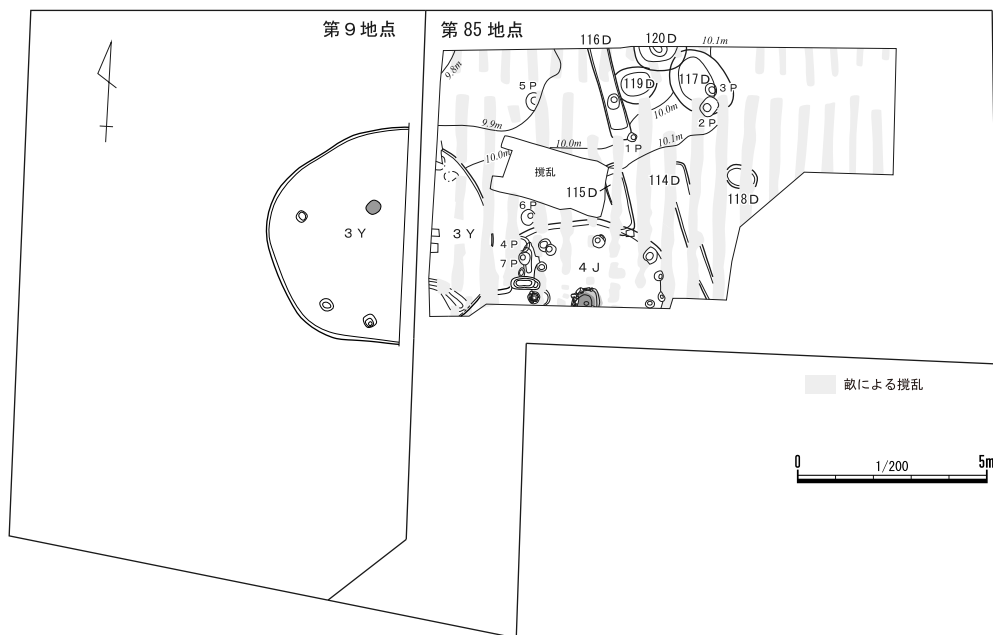 第９地点
第 85 地点
116Ｄ
120Ｄ
10.1m
9.8m
119Ｄ
117Ｄ
３Ｐ
５Ｐ
２Ｐ
10.0m
9.9m
１Ｐ
10.0m
10.1m
10.0m
撹乱
115Ｄ
114Ｄ
118Ｄ
６Ｐ
３Ｙ
３Ｙ
４Ｐ
７Ｐ
４Ｊ
畝による撹乱
0
1/200
5m